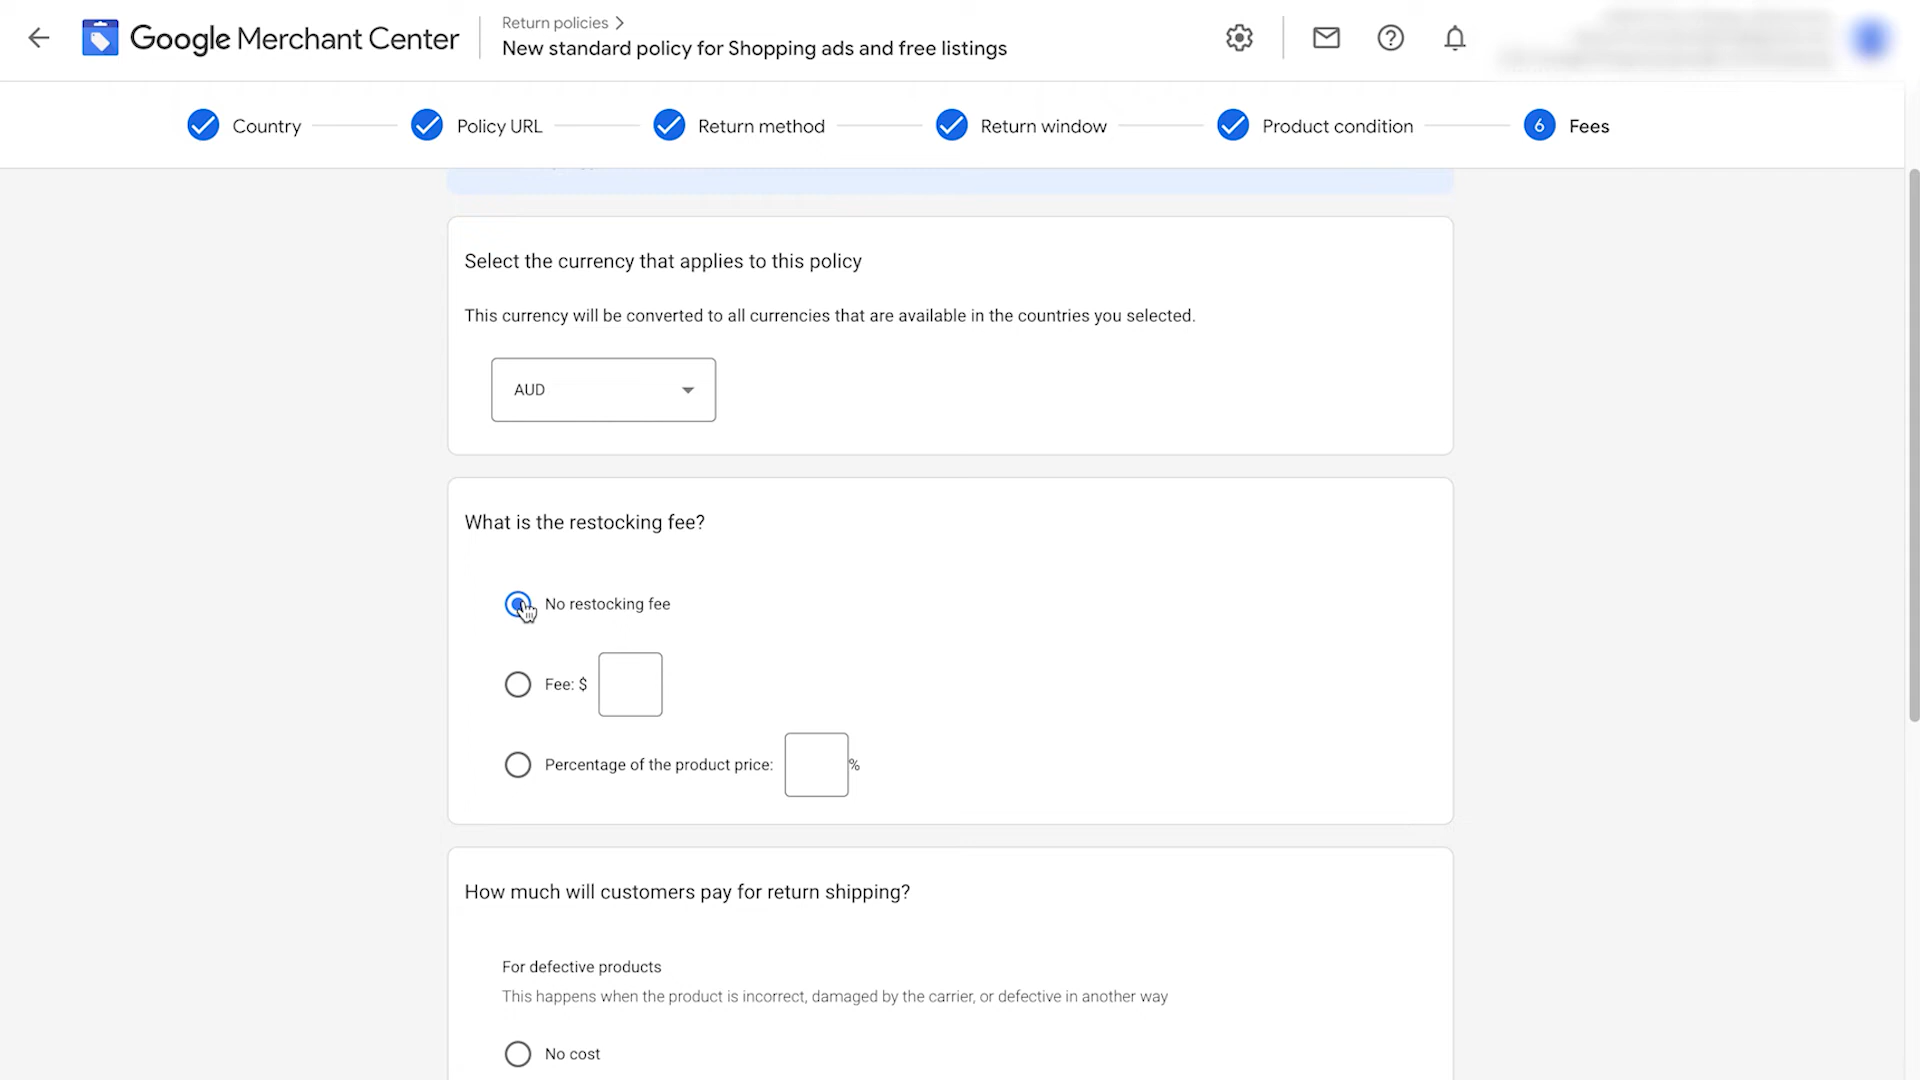 Google Merchant Center
Return policies
New standard policy for Shopping ads and free listings
Country
Policy URL
Return method
Return window
Product condition
6
Fees
Select the currency that applies to this policy
This currency will be converted to all currencies that are available in the countries you selected.
AUD
What is the restocking fee?
No restocking fee
Fee: $
Percentage of the product price:
%
How much will customers pay for return shipping?
For defective products
This happens when the product is incorrect, damaged by the carrier, or defective in another way
No cost